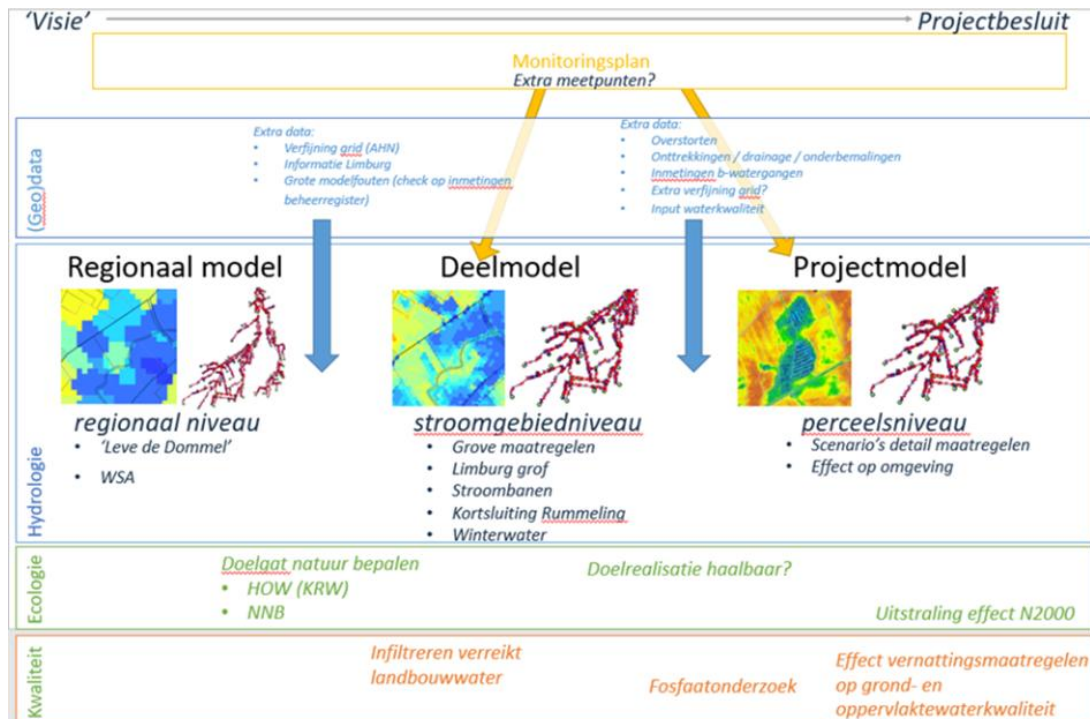 'Visie'
Projectbesluit
Monitoringsplan
Extra meetpunten?
(Geo)data
Extra data:
• Verfijning grid (AHN)
• Informatie Limburg
• Grote modelfouten (check op inmetingen
beheerregister)
Extra data:
• Overstorten
• Onttrekkingen / drainage / onderbemalingen
• Inmetingen b-watergangen
• Extra verfijning grid?
• Input waterkwaliteit
Hydrologie
Regionaal model
regionaal niveau
• 'Leve de Dommel'
• WSA
Deelmodel
stroomgebiedniveau
• Grove maatregelen
• Limburg grof
• Stroombanen
• Kortsluiting Rummeling
• Winterwater
Projectmodel
perceelsniveau
• Scenario's detail maatregelen
• Effect op omgeving
Ecologie
Doelgat natuur bepalen
• HOW (KRW)
• NNB
Doelrealisatie haalbaar?
Uitstraling effect N2000
Kwaliteit
Infiltreren verreikt
landbouwwater
Fosfaatonderzoek
Effect vernattingsmaatregelen
op grond- en
oppervlaktewaterkwaliteit